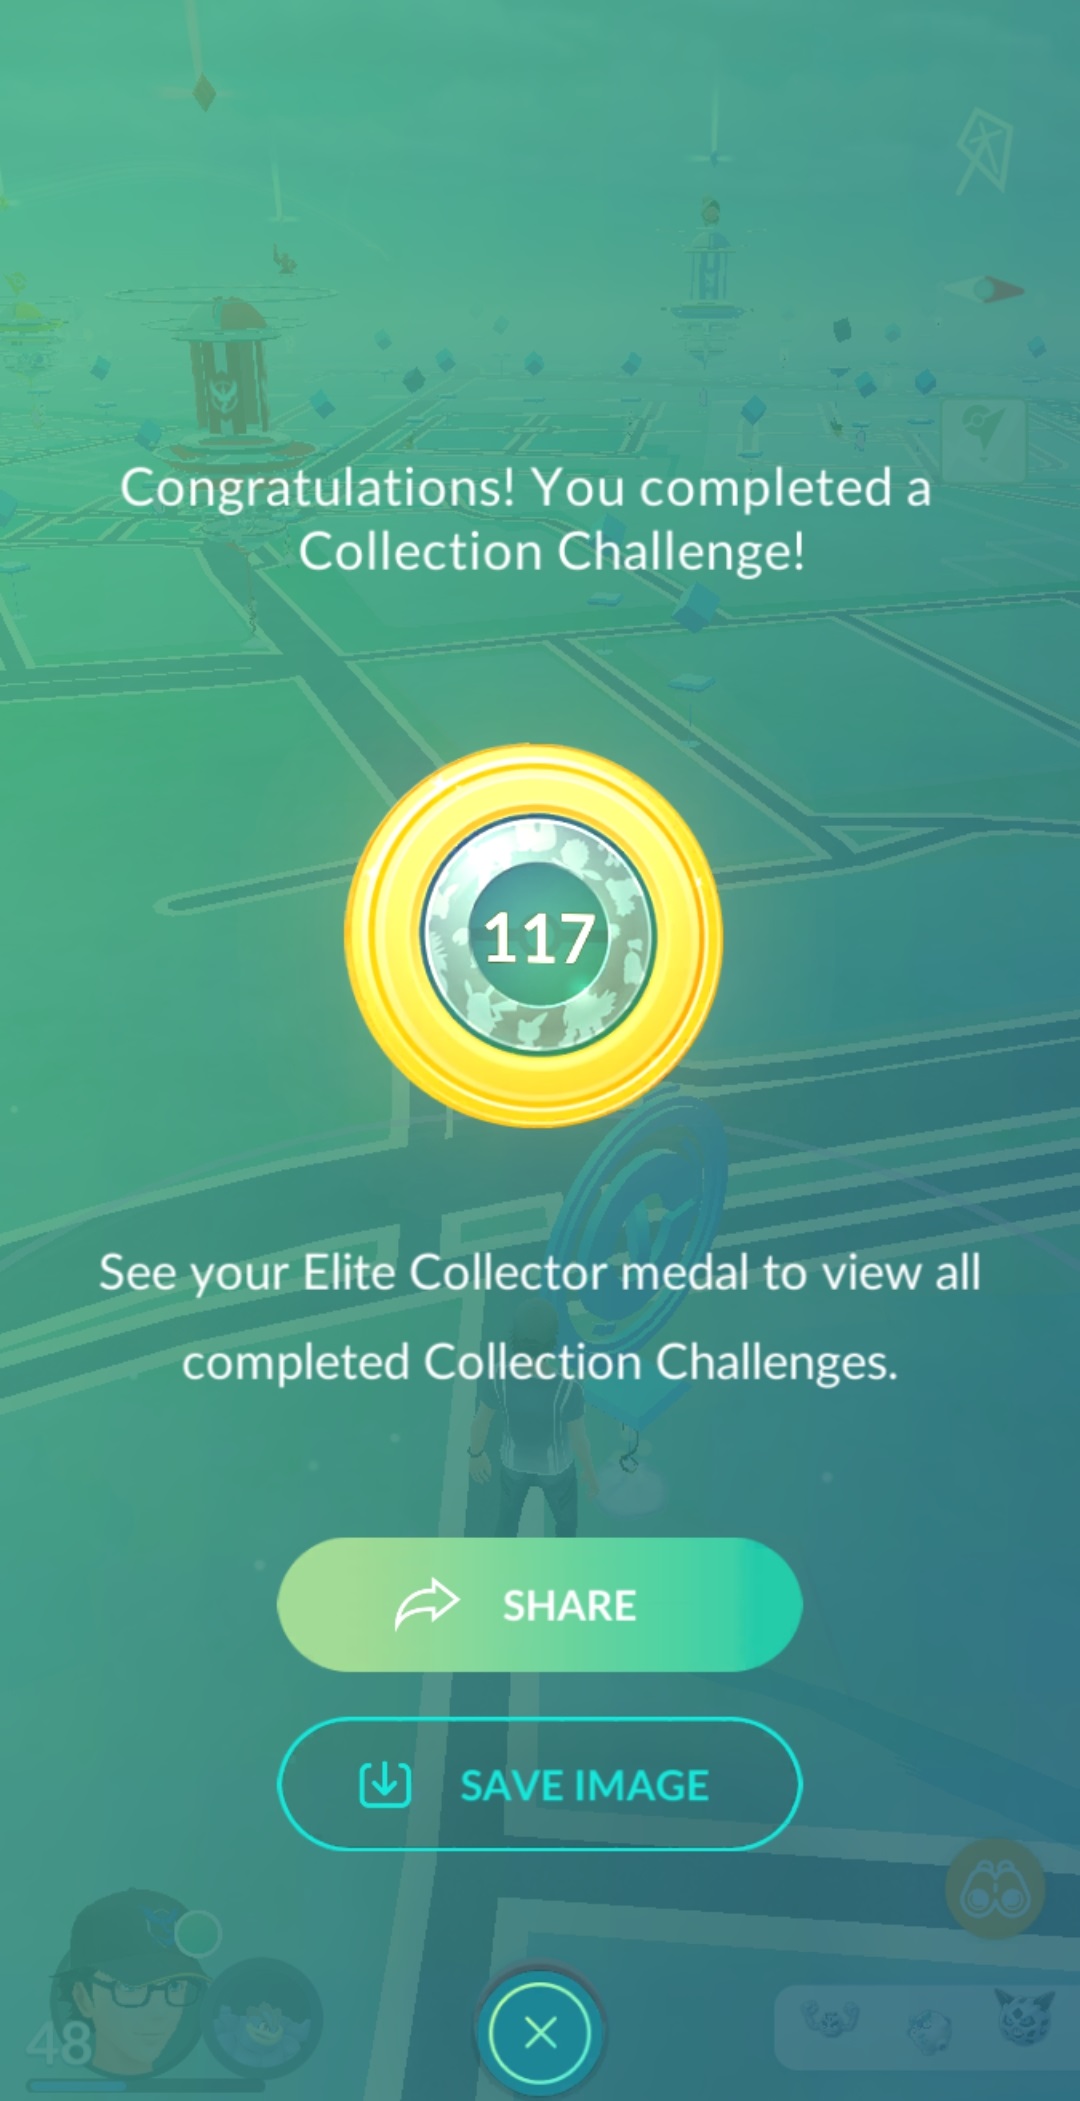 Congratulations! You completed a
Collection Challenge!
117
See your Elite Collector medal to view all
completed Collection Challenges.
SHARE
SAVE IMAGE
48